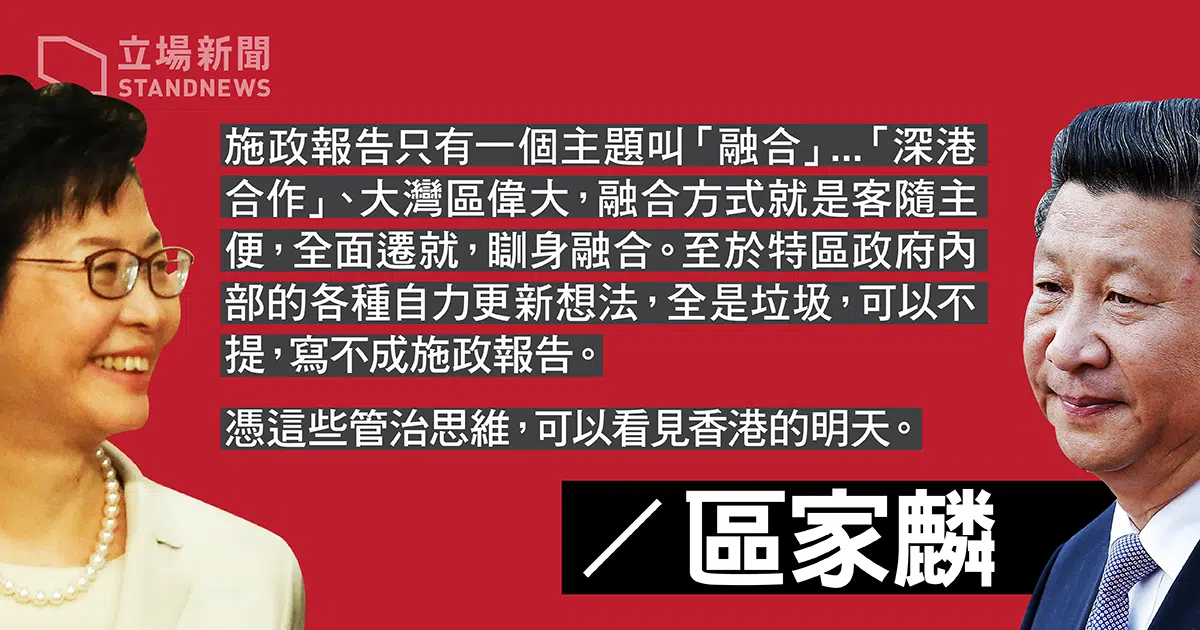 立場新聞
STANDNEWS
施政報告只有一個主題叫「融合」...「深港
合作」、大灣區偉大，融合方式就是客隨主
便，全面遷就，瞓身融合。至於特區政府內
部的各種自力更新想法，全是垃圾，可以不
提，寫不成施政報告。
憑這些管治思維，可以看見香港的明天。
／區家麟